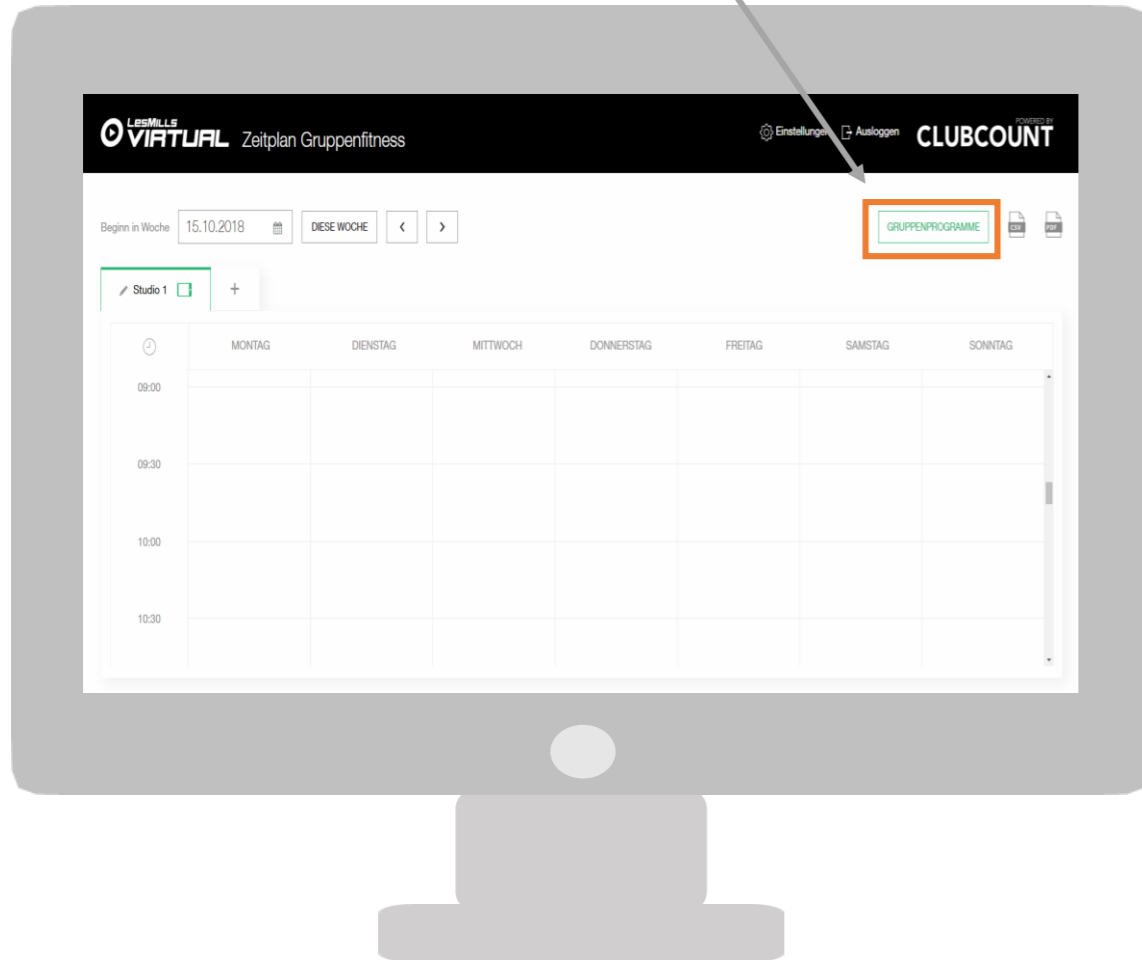 LESMILLS
VIRTUAL Zeitplan Gruppenfitness
Einstellungen Ausloggen
POWERED BY
CLUBCOUNT
Beginn in Woche 15.10.2018 DIESE WOCHE < >
GRUPPENPROGRAMME CSV PDF
Studio 1 +
MONTAG DIENSTAG MITTWOCH DONNERSTAG FREITAG SAMSTAG SONNTAG
09:00
09:30
10:00
10:30